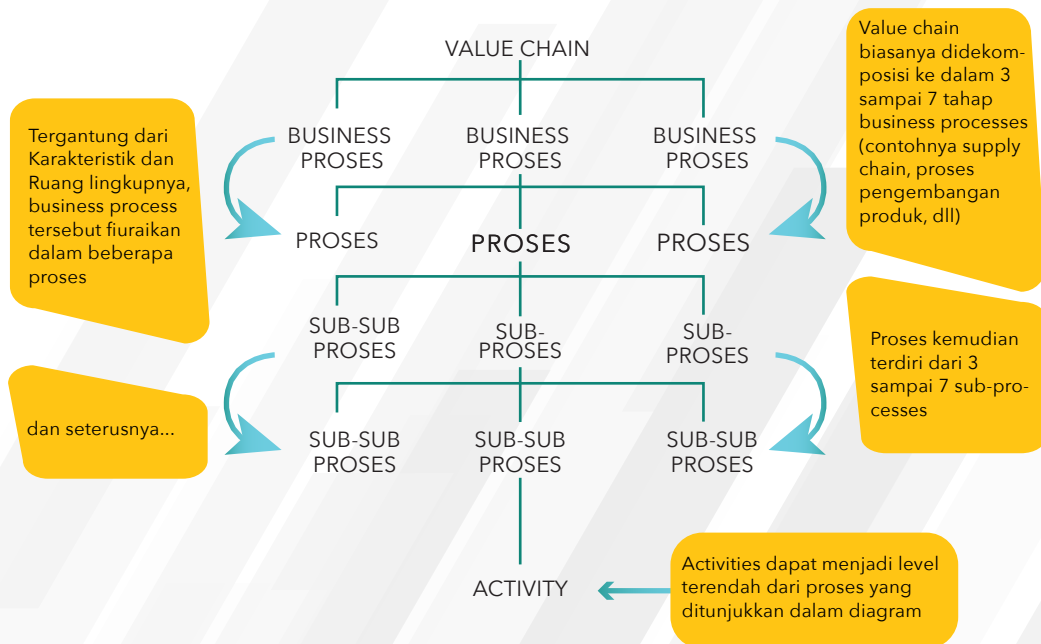 VALUE CHAIN
Value chain
biasanya didekom-
posisi ke dalam 3
sampai 7 tahap
business processes
(contohnya supply
chain, proses
pengembangan
produk, dll)
Tergantung dari
Karakteristik dan
Ruang lingkupnya,
business process
tersebut fiuraikan
dalam beberapa
proses
BUSINESS
PROSES
BUSINESS
PROSES
BUSINESS
PROSES
PROSES
PROSES
PROSES
SUB-SUB
PROSES
SUB-
PROSES
SUB-
PROSES
Proses kemudian
terdiri dari 3
sampai 7 sub-pro-
cesses
dan seterusnya...
SUB-SUB
PROSES
SUB-SUB
PROSES
SUB-SUB
PROSES
ACTIVITY
Activities dapat menjadi level
terendah dari proses yang
ditunjukkan dalam diagram